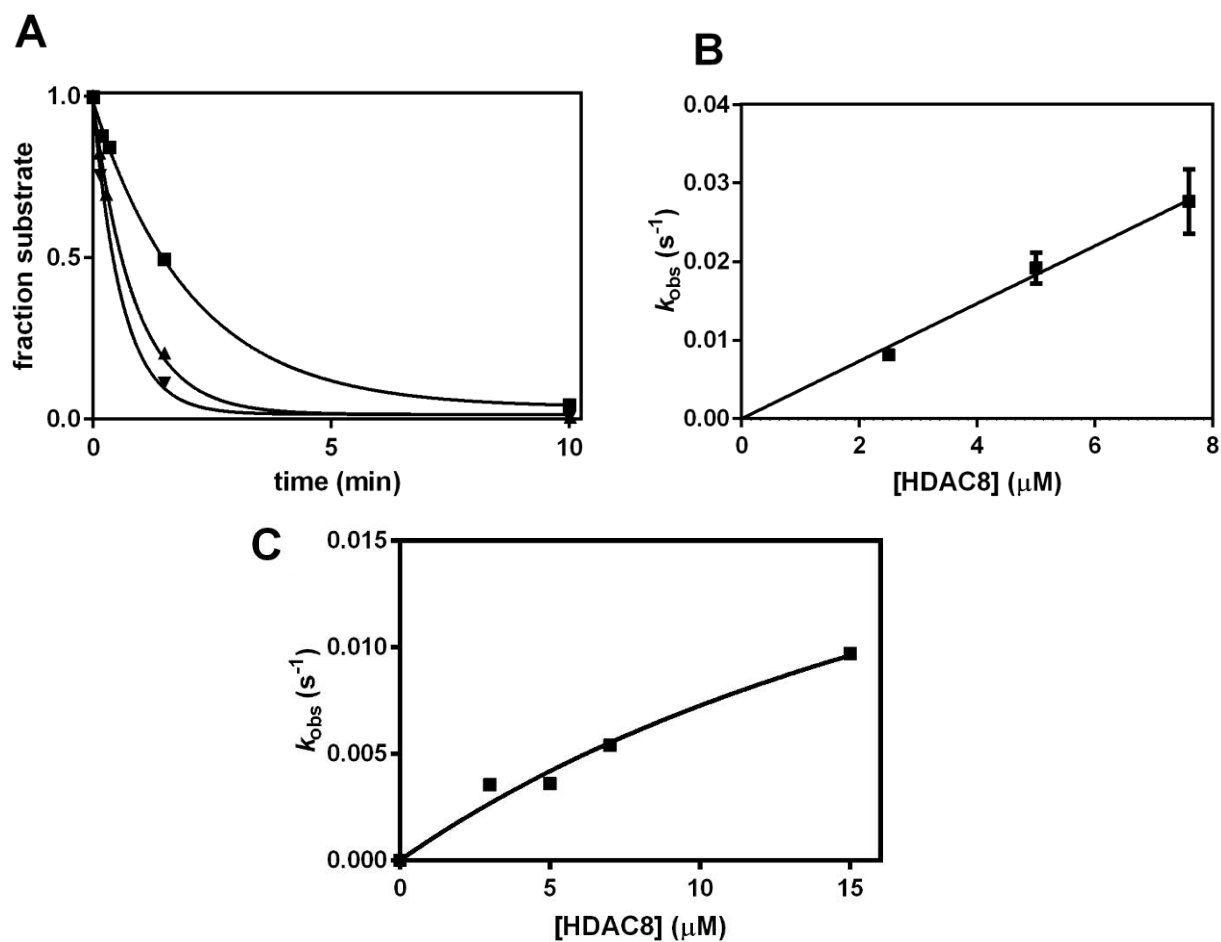 A
1.0
0.5
0.0
fraction substrate
0
5
10
time (min)
B
0.04
0.03
0.02
0.01
0.00
kobs (s-1)
0
2
4
6
8
[HDAC8] (μM)
C
0.015
0.010
0.005
0.000
kobs (s-1)
0
5
10
15
[HDAC8] (μM)